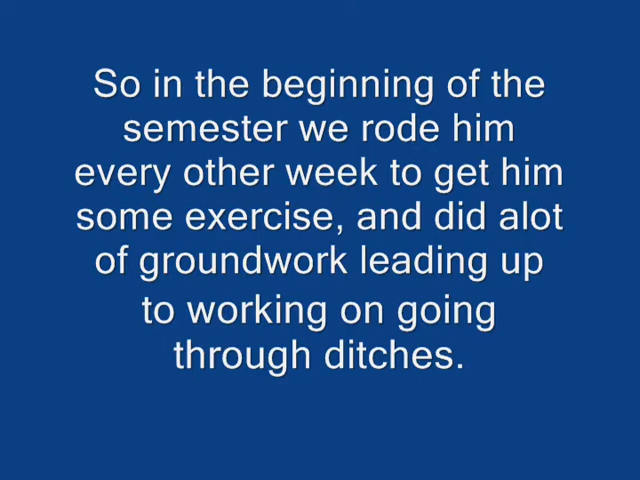 So in the beginning of the
semester we rode him
every other week to get him
some exercise, and did alot
of groundwork leading up
to working on going
through ditches.